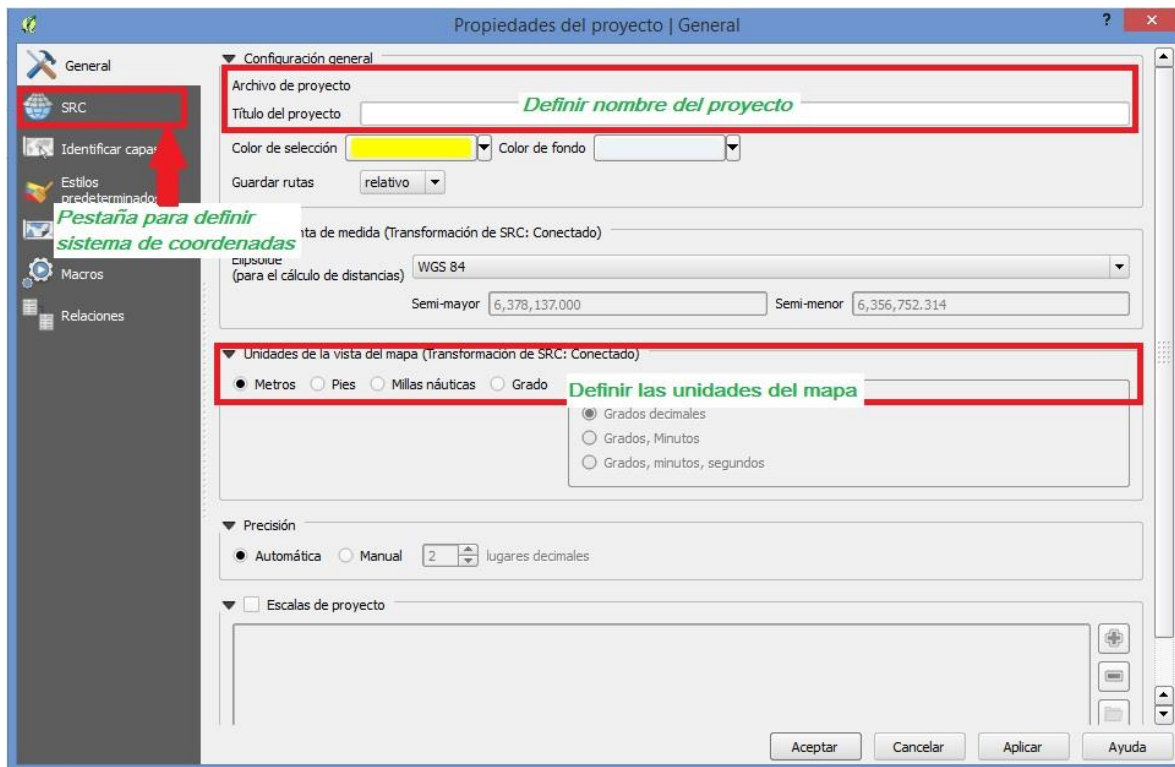 Propiedades del proyecto | General
?
General
SRC
Identificar capas
Estilos
predeterminados
Macros
Relaciones
Pestaña para definir
sistema de coordenadas
Configuración general
Archivo de proyecto
Título del proyecto
Definir nombre del proyecto
Color de selección
Color de fondo
Guardar rutas relativo
de medida (Transformación de SRC: Conectado)
Elipsoide
(para el cálculo de distancias) WGS 84
Semi-mayor 6,378,137.000 Semi-menor 6,356,752.314
Unidades de la vista del mapa (Transformación de SRC: Conectado)
Metros Pies Millas náuticas Grado
Definir las unidades del mapa
Grados decimales
Grados, Minutos
Grados, minutos, segundos
Precisión
Automática Manual 2 lugares decimales
Escalas de proyecto
Aceptar Cancelar Aplicar Ayuda